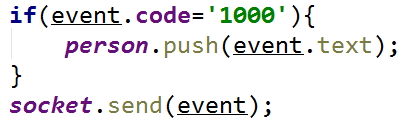 if(event.code='1000'){
    person.push(event.text);
}
socket.send(event);